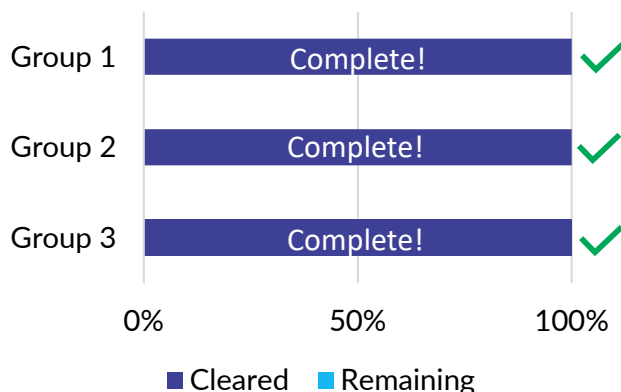 Group 1
Complete!
Group 2
Complete!
Group 3
Complete!
0% 50% 100%
Cleared Remaining